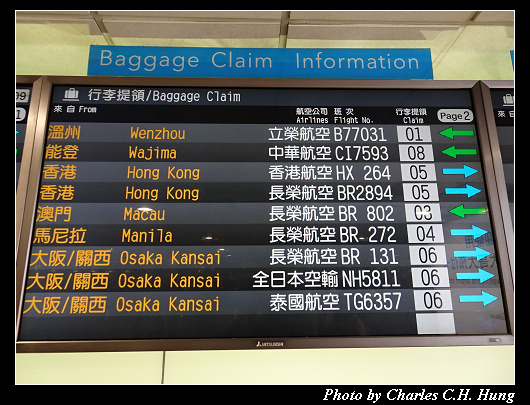 Baggage Claim Information
行李提領/Baggage Claim
來自 From 航空公司 Airlines 班次 Flight No. 行李提領 Claim Page 2
溫州 Wenzhou 立榮航空 B77031 01
能登 Wajima 中華航空 CI7593 08
香港 Hong Kong 香港航空 HX 264 05
香港 Hong Kong 長榮航空 BR2894 05
澳門 Macau 長榮航空 BR 802 03
馬尼拉 Manila 長榮航空 BR 272 04
大阪/關西 Osaka Kansai 長榮航空 BR 131 06
大阪/關西 Osaka Kansai 全日本空輸 NH5811 06
大阪/關西 Osaka Kansai 泰國航空 TG6357 06
MITSUBISHI
Photo by Charles C.H. Hung